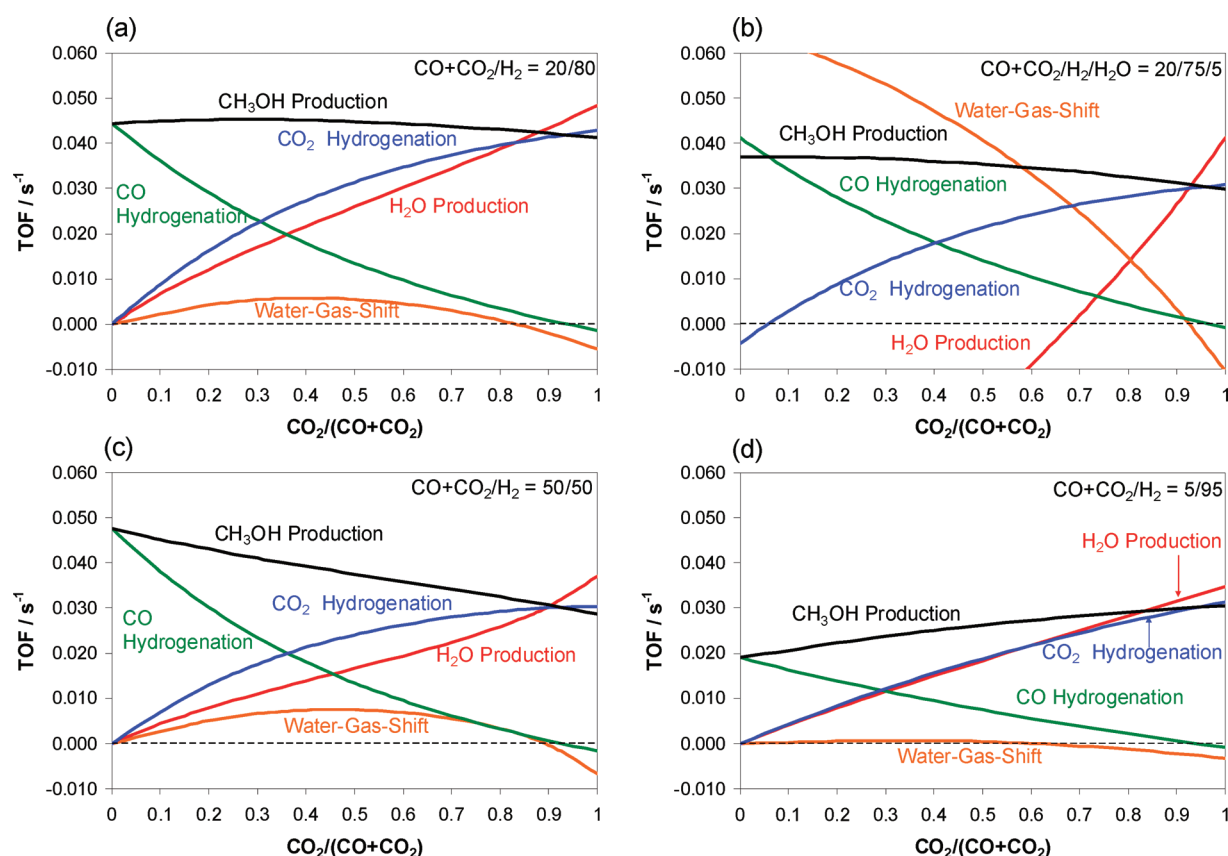 (a)
CO+CO₂/H₂ = 20/80
CH₃OH Production
CO₂ Hydrogenation
CO
Hydrogenation
H₂O Production
Water-Gas-Shift
TOF / s⁻¹
0.060
0.050
0.040
0.030
0.020
0.010
0.000
-0.010
0 0.1 0.2 0.3 0.4 0.5 0.6 0.7 0.8 0.9 1
CO₂/(CO+CO₂)
(b)
CO+CO₂/H₂/H₂O = 20/75/5
Water-Gas-Shift
CH₃OH Production
CO Hydrogenation
CO₂ Hydrogenation
H₂O Production
TOF / s⁻¹
0.060
0.050
0.040
0.030
0.020
0.010
0.000
-0.010
0 0.1 0.2 0.3 0.4 0.5 0.6 0.7 0.8 0.9 1
CO₂/(CO+CO₂)
(c)
CO+CO₂/H₂ = 50/50
CH₃OH Production
CO₂ Hydrogenation
CO
Hydrogenation
H₂O Production
Water-Gas-Shift
TOF / s⁻¹
0.060
0.050
0.040
0.030
0.020
0.010
0.000
-0.010
0 0.1 0.2 0.3 0.4 0.5 0.6 0.7 0.8 0.9 1
CO₂/(CO+CO₂)
(d)
CO+CO₂/H₂ = 5/95
H₂O Production
CH₃OH Production
CO₂ Hydrogenation
CO Hydrogenation
Water-Gas-Shift
TOF / s⁻¹
0.060
0.050
0.040
0.030
0.020
0.010
0.000
-0.010
0 0.1 0.2 0.3 0.4 0.5 0.6 0.7 0.8 0.9 1
CO₂/(CO+CO₂)